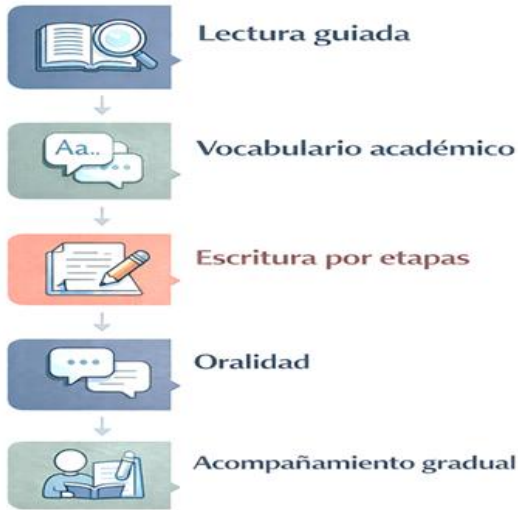 Lectura guiada
Aa..
Vocabulario académico
Escritura por etapas
Oralidad
Acompañamiento gradual